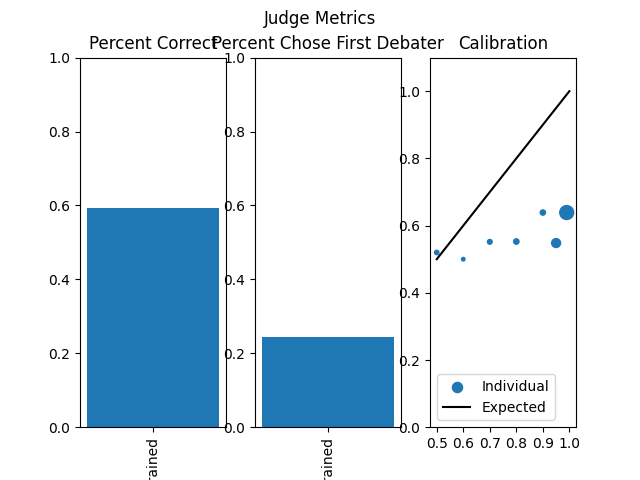 Judge Metrics
Percent Correct
Percent Chose First Debater
Calibration
1.0
0.8
0.6
0.4
0.2
0.0
rained
1.0
0.8
0.6
0.4
0.2
0.0
rained
1.0
0.8
0.6
0.4
0.2
0.0
Individual
Expected
0.5 0.6 0.7 0.8 0.9 1.0